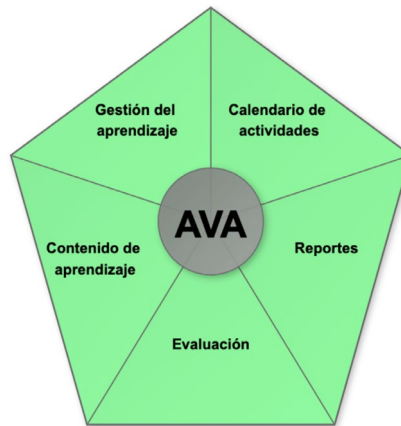 Gestión del
aprendizaje
Calendario de
actividades
AVA
Contenido de
aprendizaje
Reportes
Evaluación